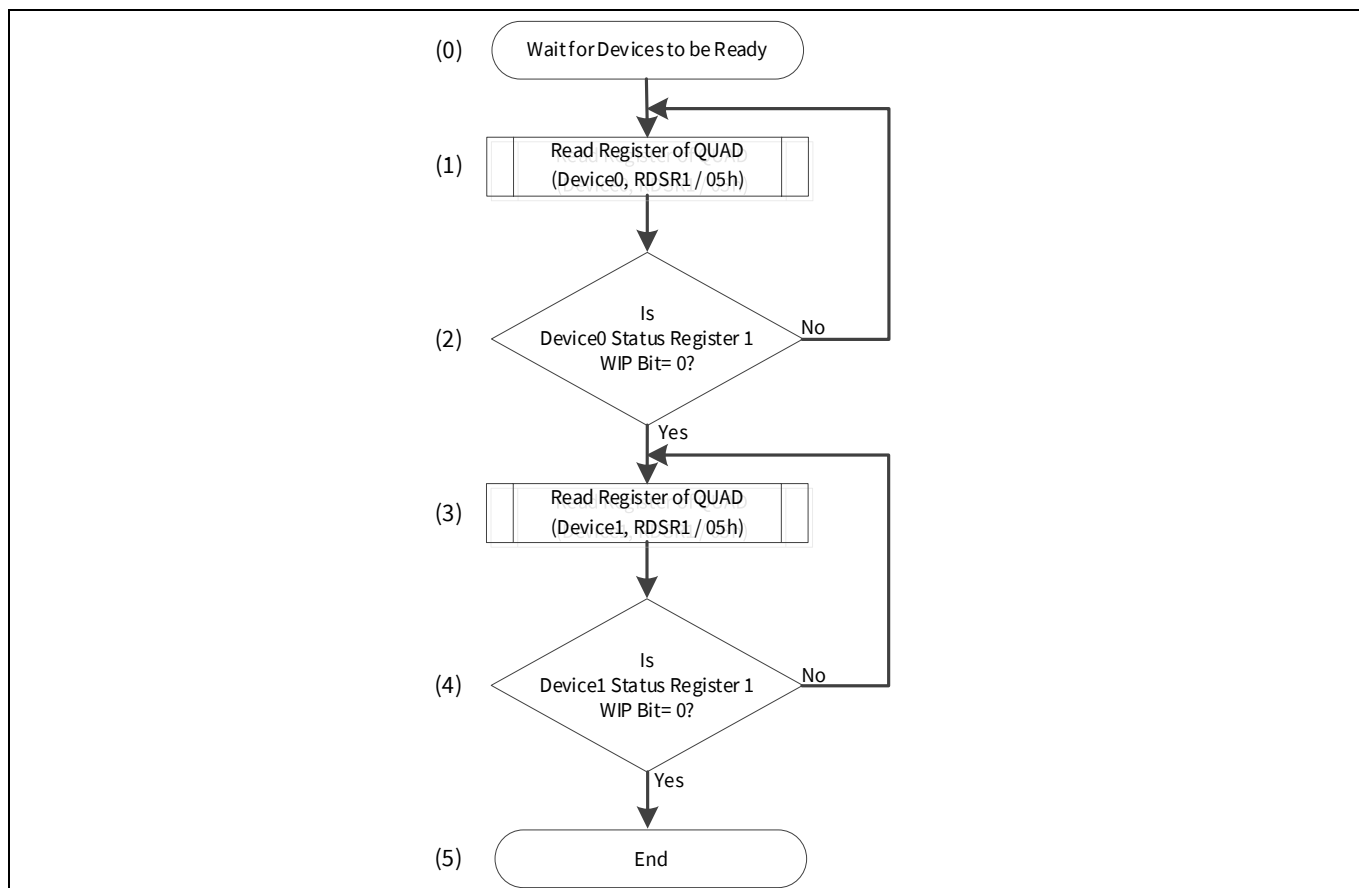 (0) Wait for Devices to be Ready
(1) Read Register of QUAD
(Device0, RDSR1 / 05h)
Is
(2) Device0 Status Register 1
No
WIP Bit= 0?
Yes
(3) Read Register of QUAD
(Device1, RDSR1 / 05h)
Is
(4) Device1 Status Register 1
No
WIP Bit= 0?
Yes
(5) End